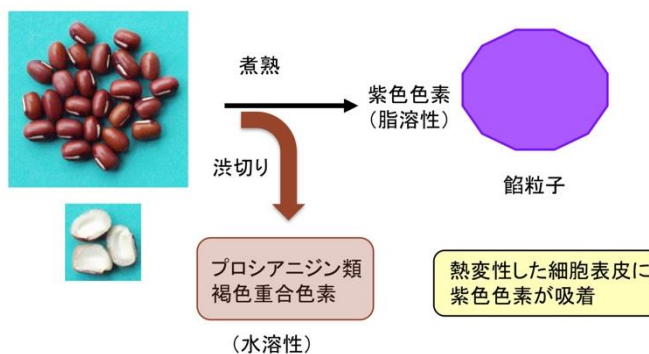 煮熟
紫色色素
（脂溶性）
渋切り
餡粒子
プロシアニジン類
褐色重合色素
（水溶性）
熱変性した細胞表皮に
紫色色素が吸着